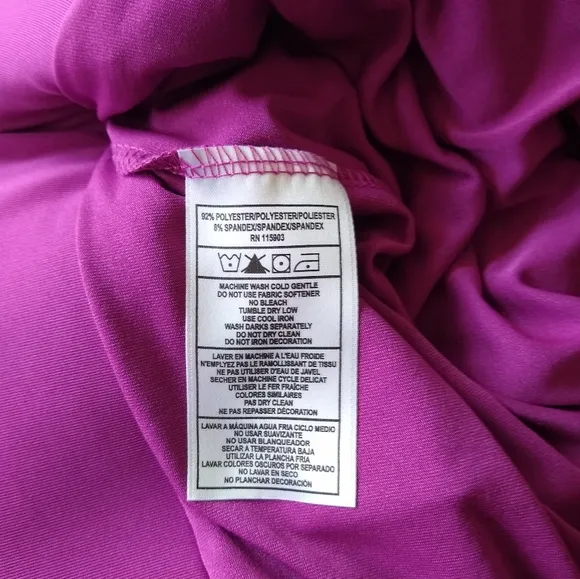 92% POLYESTER/POLYESTER/POLIESTER
8% SPANDEX/SPANDEX/SPANDEX
RN 115903
MACHINE WASH COLD GENTLE
DO NOT USE FABRIC SOFTENER
NO BLEACH
TUMBLE DRY LOW
USE COOL IRON
WASH DARKS SEPARATELY
DO NOT DRY CLEAN
DO NOT IRON DECORATION
LAVER EN MACHINE A L'EAU FROIDE
N'EMPLYEZ PAS LE RAMOLLISSANT DE TISSU
NE PAS UTILISER D'EAU DE JAVEL
SECHER EN MACHINE CYCLE DELICAT
UTILISER LE FER FRAÎCHE
COLORES SIMILAIRES
PAS DRY CLEAN
NE PAS REPASSER DÉCORATION
LAVAR A MÁQUINA AGUA FRIA CICLO MEDIO
NO USAR SUAVIZANTE
NO USAR BLANQUEADOR
SECAR A TEMPERATURA BAJA
UTILIZAR LA PLANCHA FRIA
LAVAR COLORES OSCUROS POR SEPARADO
NO LAVAR EN SECO
NO PLANCHAR DECORACIÓN